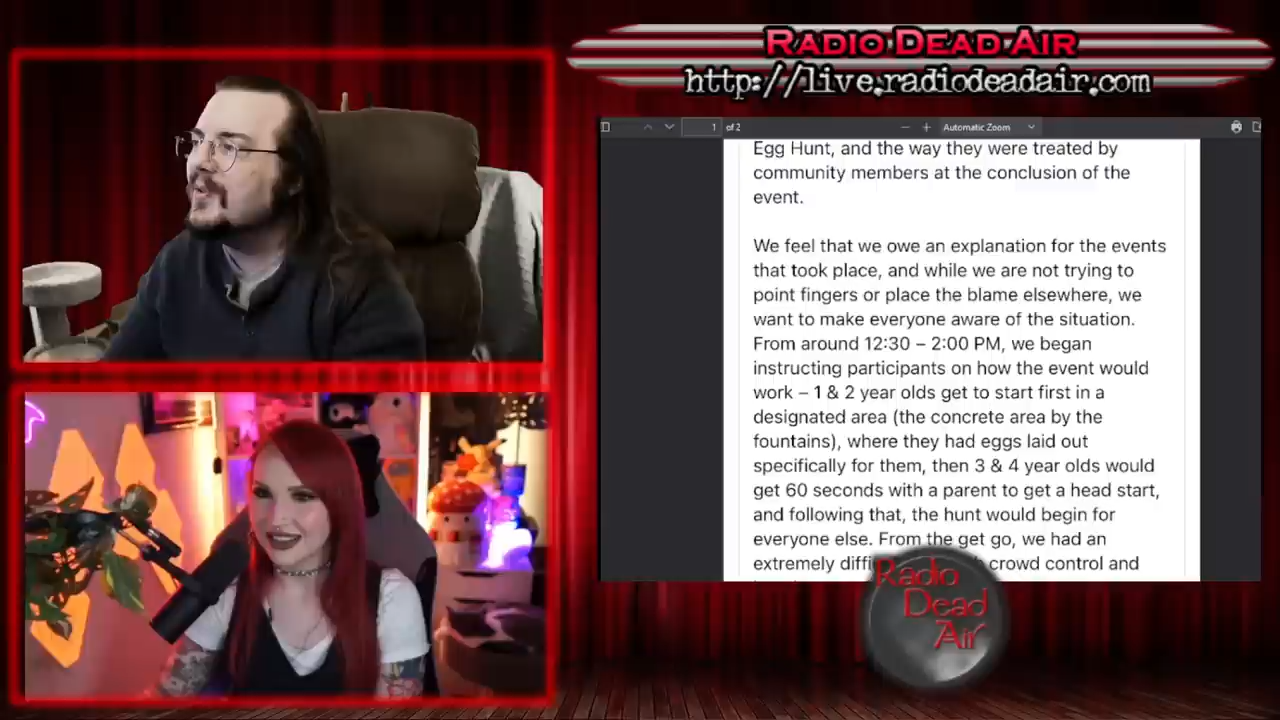 Radio Dead Air
http://live.radiodeadair.com
1 of 2
Automatic Zoom
Egg Hunt, and the way they were treated by
community members at the conclusion of the
event.
We feel that we owe an explanation for the events
that took place, and while we are not trying to
point fingers or place the blame elsewhere, we
want to make everyone aware of the situation.
From around 12:30 – 2:00 PM, we began
instructing participants on how the event would
work – 1 & 2 year olds get to start first in a
designated area (the concrete area by the
fountains), where they had eggs laid out
specifically for them, then 3 & 4 year olds would
get 60 seconds with a parent to get a head start,
and following that, the hunt would begin for
everyone else. From the get go, we had an
extremely crowd control and
Radio
Dead
Air